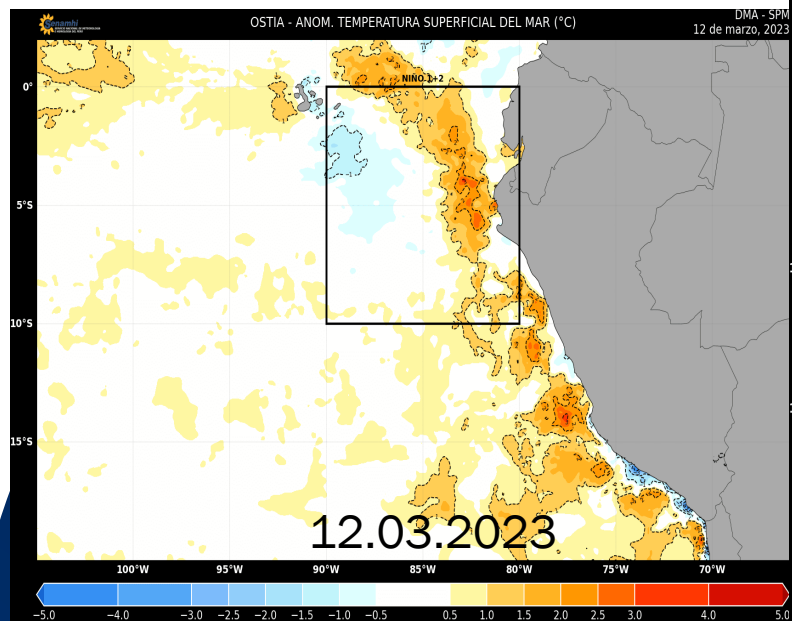 Senamhi
OSTIA - ANOM. TEMPERATURA SUPERFICIAL DEL MAR (°C)
DMA - SPM
12 de marzo, 2023
NIÑO 1+2
0°
5°S
10°S
15°S
12.03.2023
100°W 95°W 90°W 85°W 80°W 75°W 70°W
−5.0 −4.0 −3.0 −2.5 −2.0 −1.5 −1.0 −0.5 0.5 1.0 1.5 2.0 2.5 3.0 4.0 5.0